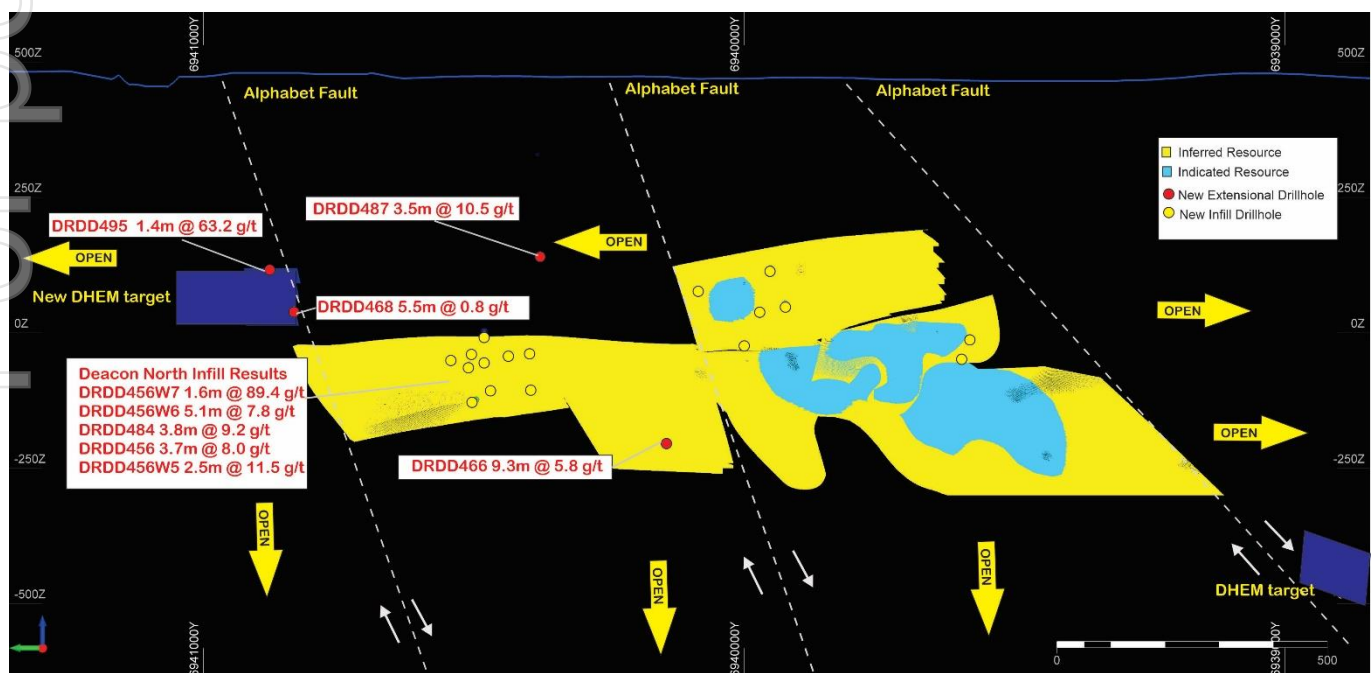 6941000Y
6940000Y
6939000Y
500Z
500Z
Alphabet Fault
Alphabet Fault
Alphabet Fault
Inferred Resource
Indicated Resource
New Extensional Drillhole
New Infill Drillhole
250Z
250Z
DRDD487 3.5m @ 10.5 g/t
DRDD495 1.4m @ 63.2 g/t
OPEN
OPEN
New DHEM target
DRDD468 5.5m @ 0.8 g/t
OPEN
0Z
0Z
Deacon North Infill Results
DRDD456W7 1.6m @ 89.4 g/t
DRDD456W6 5.1m @ 7.8 g/t
DRDD484 3.8m @ 9.2 g/t
DRDD456 3.7m @ 8.0 g/t
DRDD456W5 2.5m @ 11.5 g/t
OPEN
DRDD466 9.3m @ 5.8 g/t
-250Z
-250Z
OPEN
OPEN
OPEN
DHEM target
-500Z
6941000Y
6940000Y
6939000Y
0
500